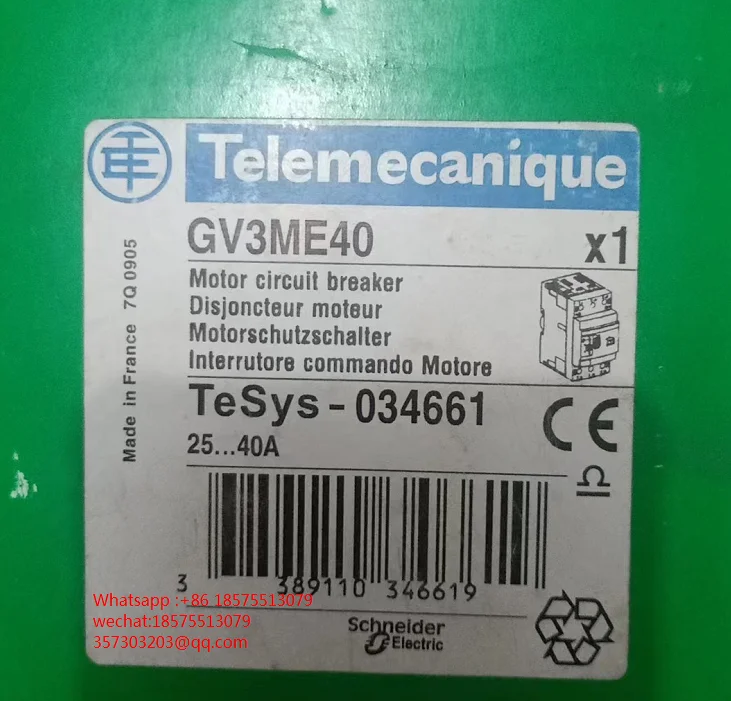 Telemecanique
GV3ME40
x1
Motor circuit breaker
Disjoncteur moteur
Motorschutzschalter
Interrutore commando Motore
TeSys - 034661
25...40A
Made in France 7Q 0905
CE
3 389110 346619
Whatsapp :+86 18575513079
wechat:18575513079
357303203@qq.com
Schneider
Electric